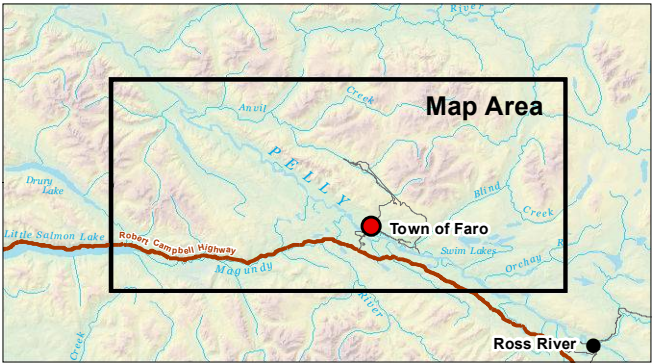 River
Creek
Anvil
Map Area
PELLY
Drury
Lake
Blind
Creek
Town of Faro
Little Salmon Lake
Robert Campbell Highway
Swim Lakes
R
Orchay
Magundy
River
Creek
Ross River